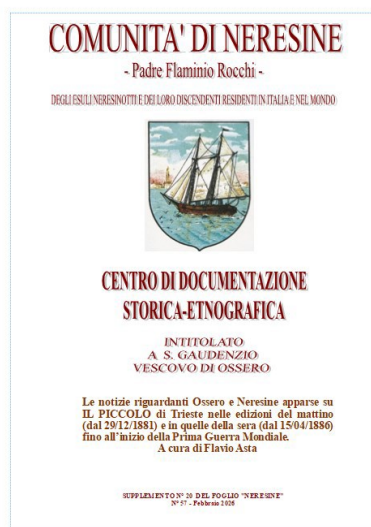 COMUNITA' DI NERESINE
- Padre Flaminio Rocchi -
DEGLI ESULI NERESINOTTI E DEI LORO DISCENDENTI RESIDENTI IN ITALIA E NEL MONDO
CENTRO DI DOCUMENTAZIONE
STORICA-ETNOGRAFICA
INTITOLATO
A S. GAUDENZIO
VESCOVO DI OSSERO
Le notizie riguardanti Ossero e Neresine apparse su
IL PICCOLO di Trieste nelle edizioni del mattino
(dal 29/12/1881) e in quelle della sera (dal 15/04/1886)
fino all'inizio della Prima Guerra Mondiale.
A cura di Flavio Asta
SUPPLEMENTO N° 20 DEL FOGLIO "NERESINE"
N° 57 - Febbraio 2026